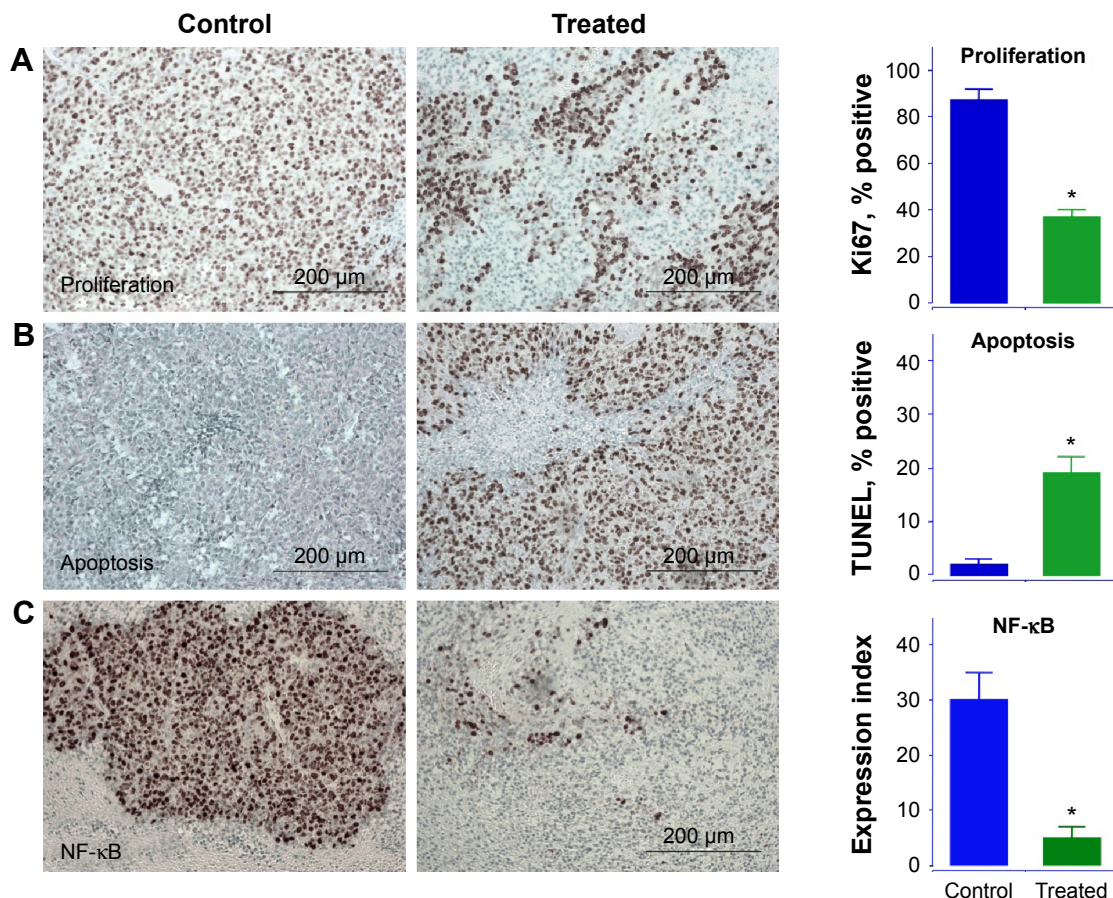 Control
Treated
A
Proliferation
200 µm
200 µm
Proliferation
Ki67, % positive
100
80
60
40
20
0
*
B
Apoptosis
200 µm
200 µm
Apoptosis
TUNEL, % positive
40
30
20
10
0
*
C
NF-κB
200 µm
NF-κB
Expression index
40
30
20
10
0
*
Control
Treated